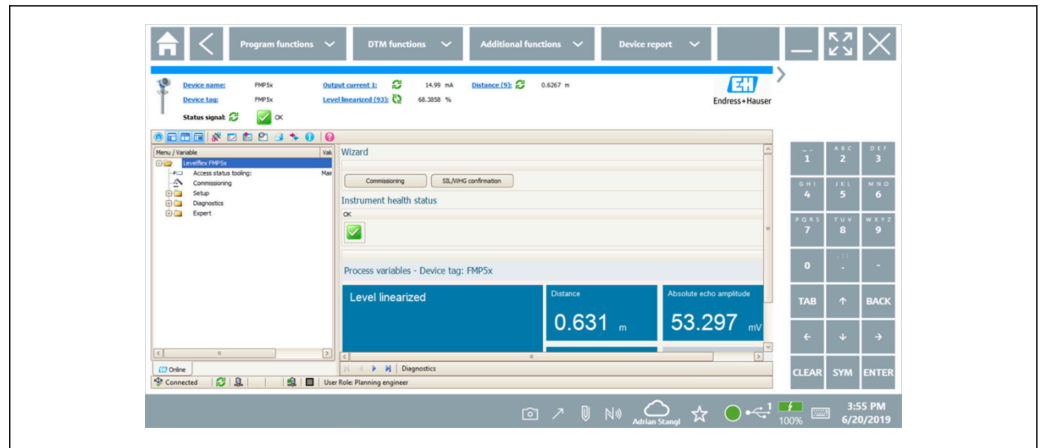 Program functions
DTM functions
Additional functions
Device report
Device name: FMP5x Output current 1: 14.99 mA Distance (9): 0.6267 m
Device tag: FMP5x Level linearized (93): 68.3858 %
Status signal: OK
EH
Endress+Hauser
Menu / Variable Valu
Levelflex FMP5x
Access status tooling: Mair
Commissioning
Setup
Diagnostics
Expert
Wizard
Commissioning SIL/WHG confirmation
Instrument health status
OK
Process variables - Device tag: FMP5x
Level linearized
Distance
0.631 m
Absolute echo amplitude
53.297 mV
Online
Diagnostics
Connected User Role: Planning engineer
1
ABC
2
DEF
3
GHI
4
JKL
5
MNO
6
PQRS
7
TUV
8
WXYZ
9
0 . -
TAB ↑ BACK
← ↓ →
CLEAR SYM ENTER
Adrian Stangl
1
100%
3:55 PM
6/20/2019